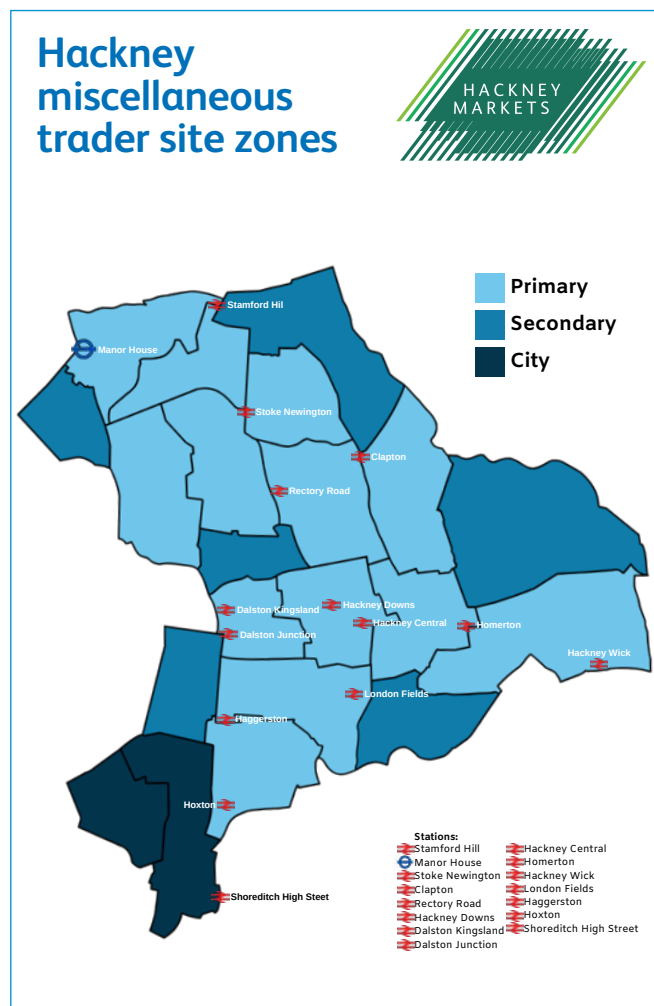 Hackney
miscellaneous
trader site zones
HACKNEY
MARKETS
Primary
Secondary
City
Stamford Hil
Manor House
Stoke Newington
Clapton
Rectory Road
Dalston Kingsland
Hackney Downs
Hackney Central
Homerton
Dalston Junction
Hackney Wick
London Fields
Haggerston
Hoxton
Shoreditch High Steet
Stations:
Stamford Hill
Manor House
Stoke Newington
Clapton
Rectory Road
Hackney Downs
Dalston Kingsland
Dalston Junction
Hackney Central
Homerton
Hackney Wick
London Fields
Haggerston
Hoxton
Shoreditch High Street